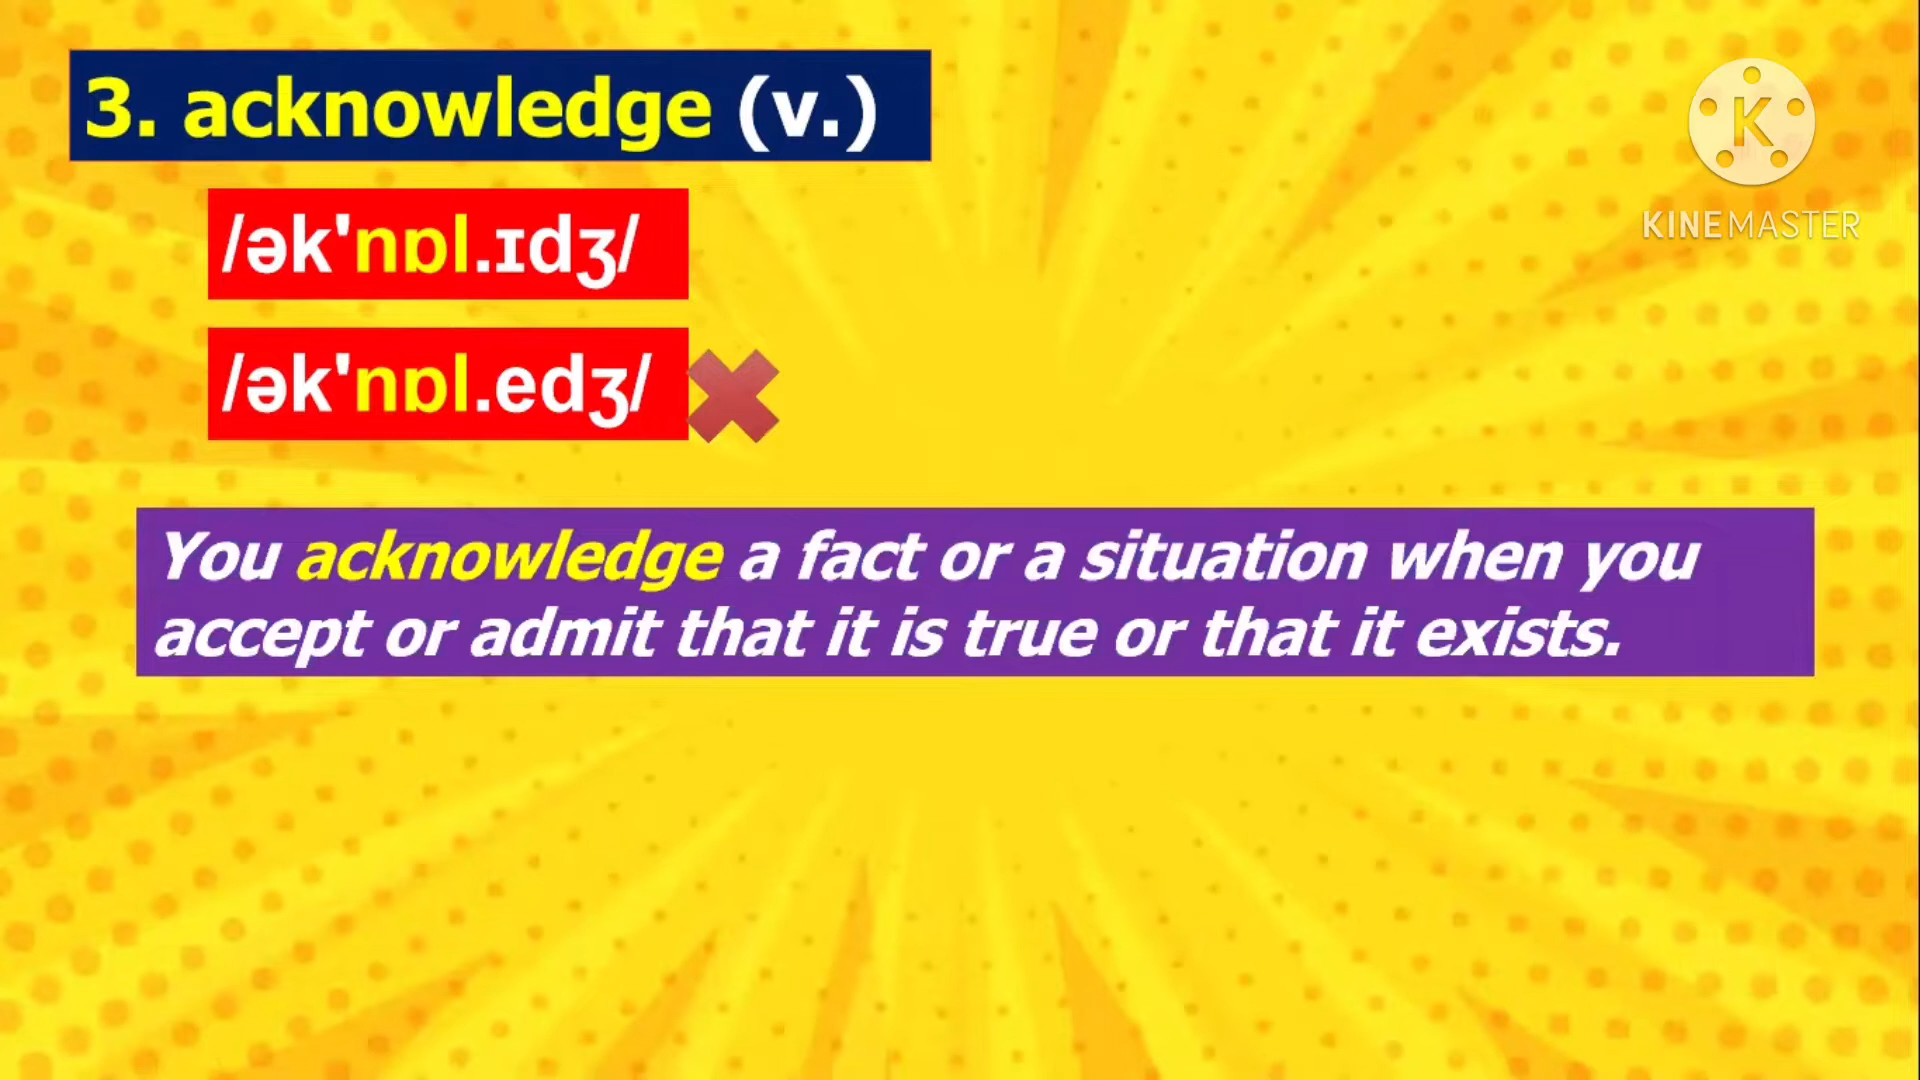 3. acknowledge (v.)
K
KINEMASTER
/ək'nɒl.ɪdʒ/
/ək'nɒl.edʒ/
You acknowledge a fact or a situation when you
accept or admit that it is true or that it exists.